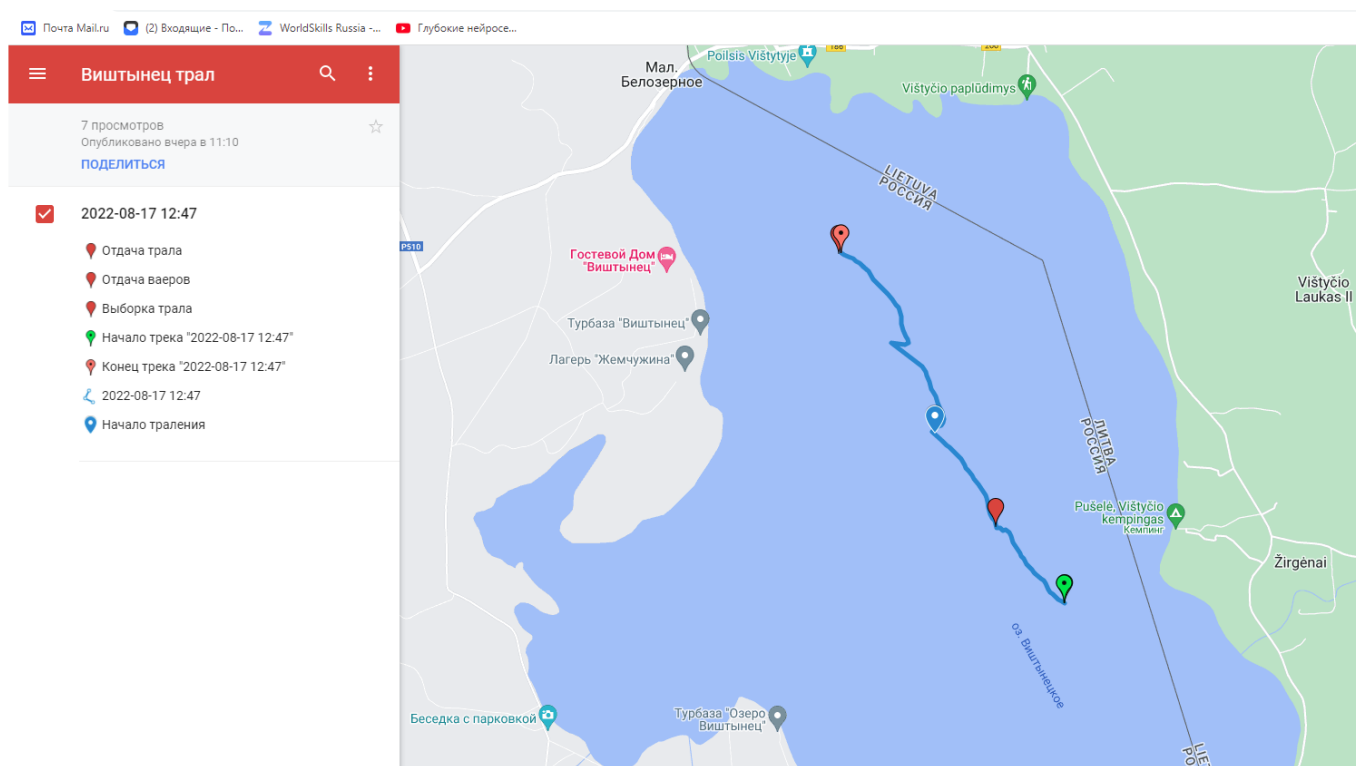 Почта Mail.ru
(2) Входящие - По...
WorldSkills Russia -...
Глубокие нейросе...
Виштынец трал
7 просмотров
Опубликовано вчера в 11:10
ПОДЕЛИТЬСЯ
2022-08-17 12:47
Отдача трала
Отдача ваеров
Выборка трала
Начало трека "2022-08-17 12:47"
Конец трека "2022-08-17 12:47"
2022-08-17 12:47
Начало траления
186
200
Poilsis Vištytyje
Мал.
Белозерное
Vištyčio paplūdimys
LIETUVA
РОССИЯ
P510
Гостевой Дом
"Виштынец"
Vištyčio
Laukas II
Турбаза "Виштынец"
Лагерь "Жемчужина"
ЛИТВА
РОССИЯ
Pušelė, Vištyčio
kempingas
Кемпинг
Žirgėnai
оз. Виштынецкое
Беседка с парковкой
Турбаза "Озеро
Виштынец"